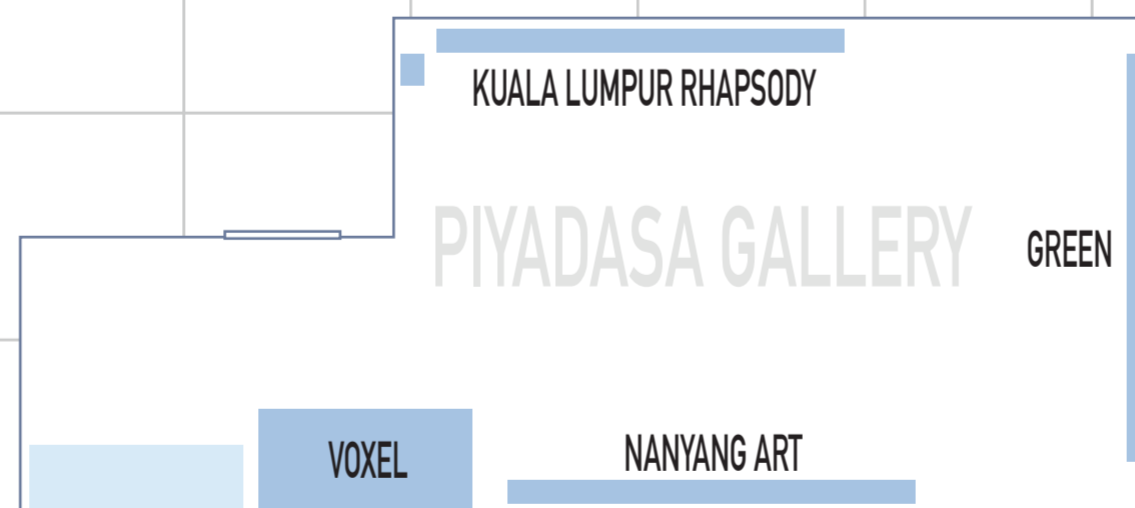 KUALA LUMPUR RHAPSODY
PIYADASA GALLERY
GREEN
VOXEL
NANYANG ART